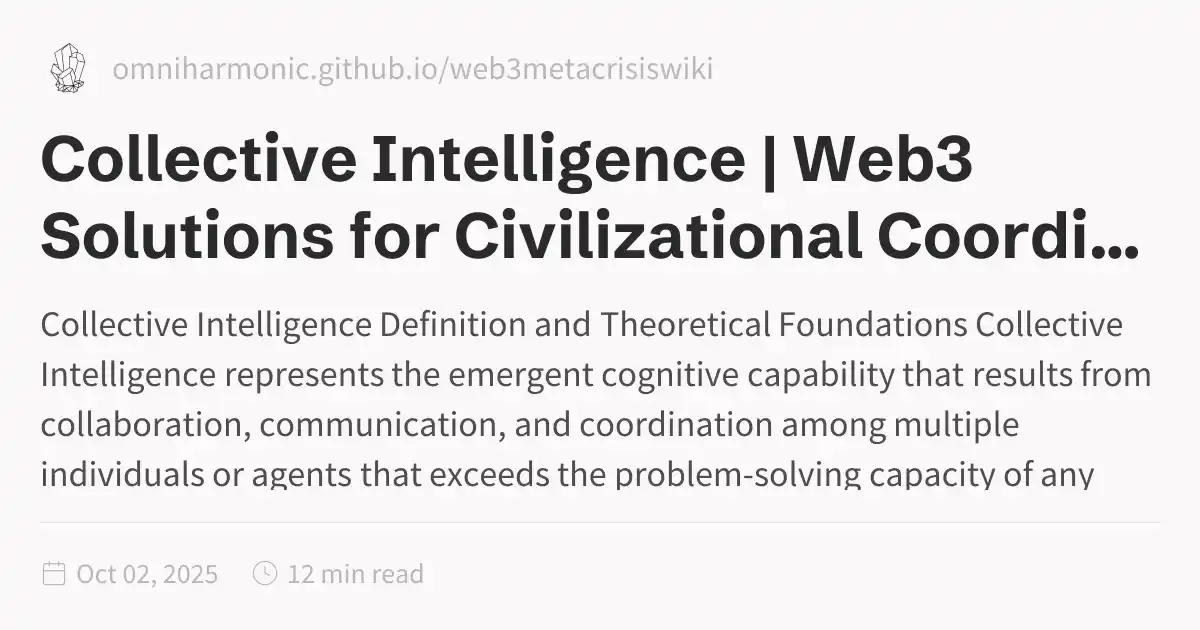 omniharmonic.github.io/web3metacrisiswiki
Collective Intelligence | Web3
Solutions for Civilizational Coordi...
Collective Intelligence Definition and Theoretical Foundations Collective
Intelligence represents the emergent cognitive capability that results from
collaboration, communication, and coordination among multiple
individuals or agents that exceeds the problem-solving capacity of any
Oct 02, 2025
12 min read